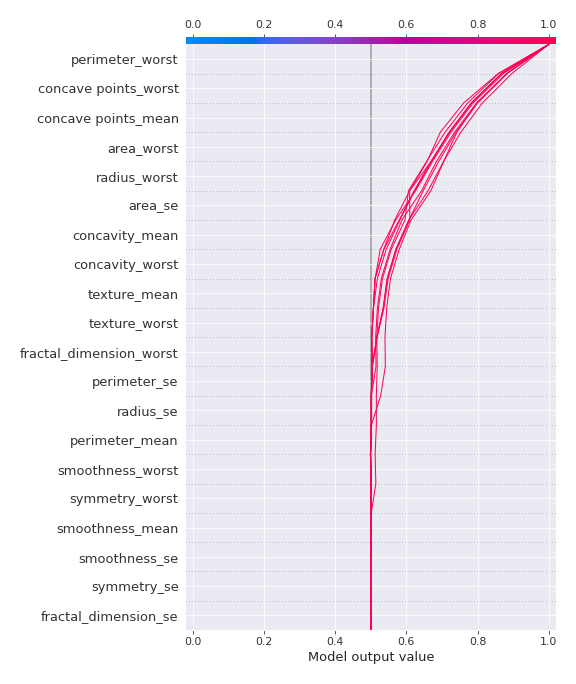 0.0 0.2 0.4 0.6 0.8 1.0
perimeter_worst
concave points_worst
concave points_mean
area_worst
radius_worst
area_se
concavity_mean
concavity_worst
texture_mean
texture_worst
fractal_dimension_worst
perimeter_se
radius_se
perimeter_mean
smoothness_worst
symmetry_worst
smoothness_mean
smoothness_se
symmetry_se
fractal_dimension_se
0.0 0.2 0.4 0.6 0.8 1.0
Model output value